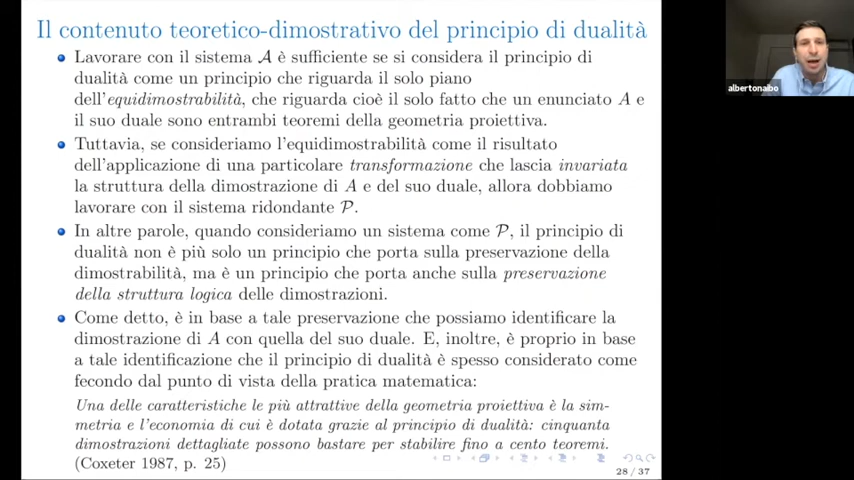 Il contenuto teoretico-dimostrativo del principio di dualità
Lavorare con il sistema 𝒜 è sufficiente se si considera il principio di
dualità come un principio che riguarda il solo piano
dell'equidimostrabilità, che riguarda cioè il solo fatto che un enunciato A e
il suo duale sono entrambi teoremi della geometria proiettiva.
Tuttavia, se consideriamo l'equidimostrabilità come il risultato
dell'applicazione di una particolare transformazione che lascia invariata
la struttura della dimostrazione di A e del suo duale, allora dobbiamo
lavorare con il sistema ridondante 𝒫.
In altre parole, quando consideriamo un sistema come 𝒫, il principio di
dualità non è più solo un principio che porta sulla preservazione della
dimostrabilità, ma è un principio che porta anche sulla preservazione
della struttura logica delle dimostrazioni.
Come detto, è in base a tale preservazione che possiamo identificare la
dimostrazione di A con quella del suo duale. E, inoltre, è proprio in base
a tale identificazione che il principio di dualità è spesso considerato come
fecondo dal punto di vista della pratica matematica:
Una delle caratteristiche le più attrattive della geometria proiettiva è la sim-
metria e l'economia di cui è dotata grazie al principio di dualità: cinquanta
dimostrazioni dettagliate possono bastare per stabilire fino a cento teoremi.
(Coxeter 1987, p. 25)
28 / 37
albertonaibo